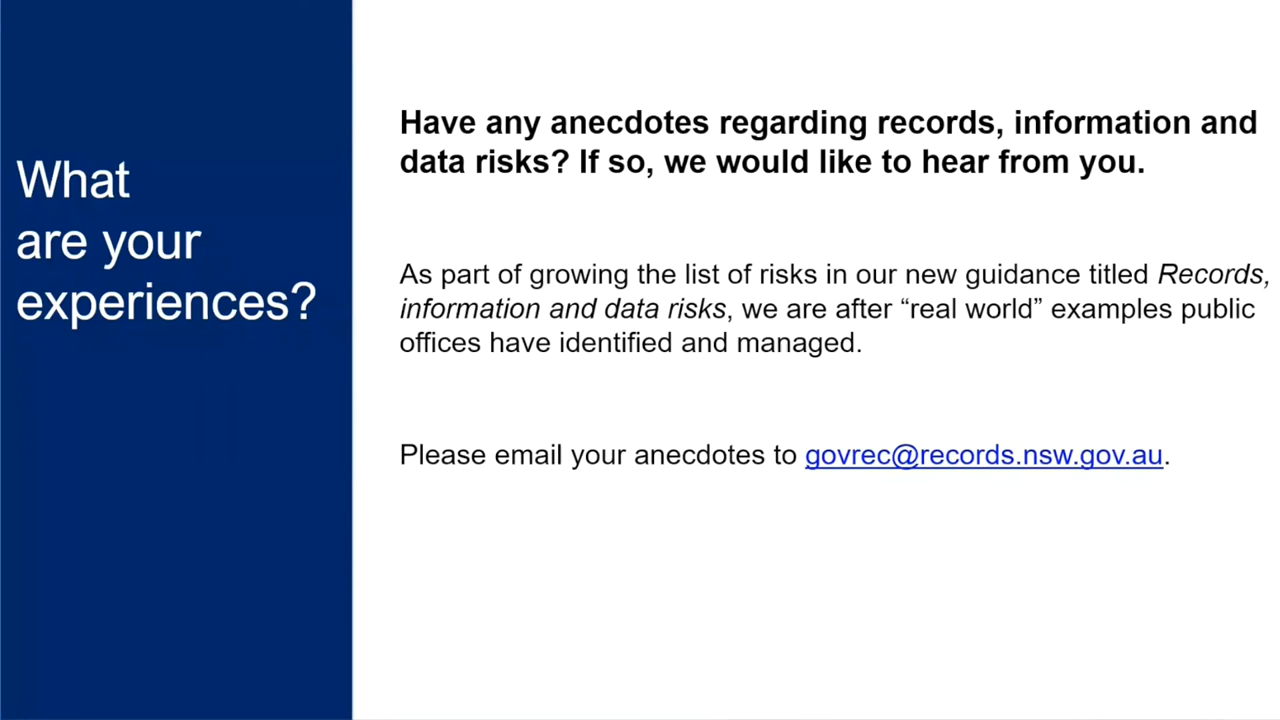 What
are your
experiences?
Have any anecdotes regarding records, information and
data risks? If so, we would like to hear from you.
As part of growing the list of risks in our new guidance titled Records,
information and data risks, we are after “real world” examples public
offices have identified and managed.
Please email your anecdotes to govrec@records.nsw.gov.au.